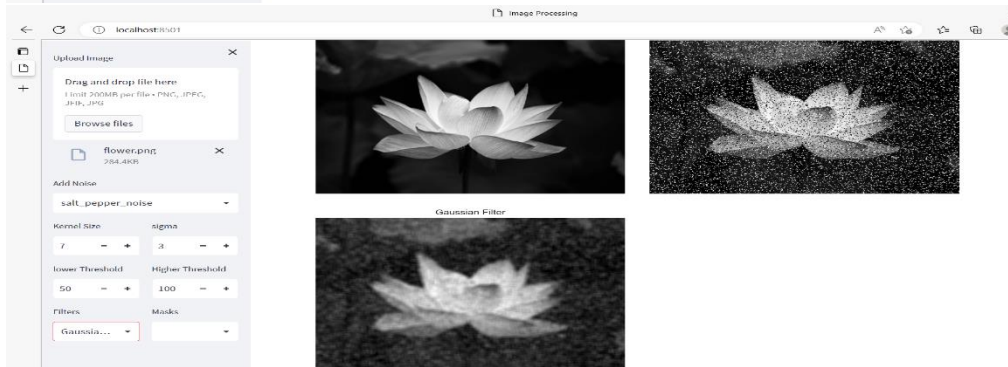 Image Processing
localhost:8501
Upload Image
Drag and drop file here
Limit 200MB per file • PNG, JPEG,
JFIF, JPG
Browse files
flower.png
284.4KB
Add Noise
salt_pepper_noise
Kernel Size sigma
7 - + 3 - +
lower Threshold Higher Threshold
50 - + 100 - +
Filters Masks
Gaussia...
Gaussian Filter